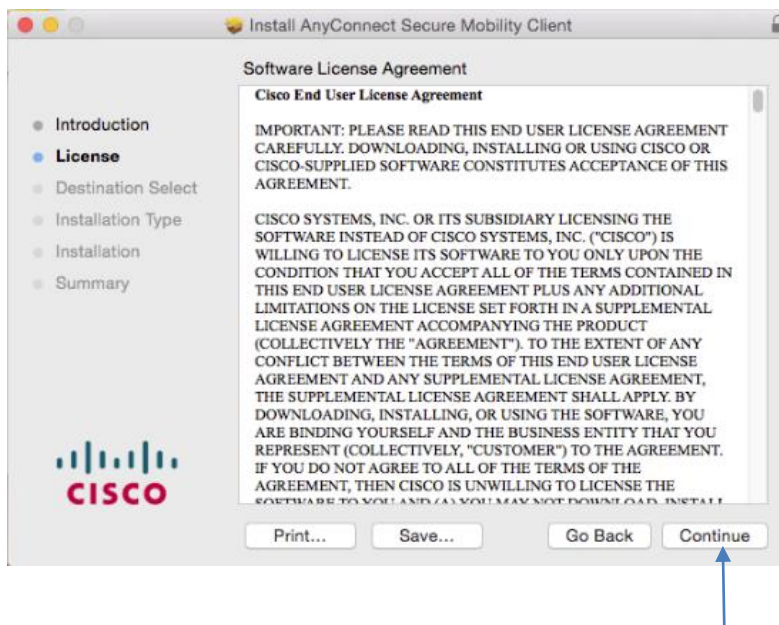 Install AnyConnect Secure Mobility Client
Software License Agreement
Introduction
License
Destination Select
Installation Type
Installation
Summary
Cisco End User License Agreement
IMPORTANT: PLEASE READ THIS END USER LICENSE AGREEMENT
CAREFULLY. DOWNLOADING, INSTALLING OR USING CISCO OR
CISCO-SUPPLIED SOFTWARE CONSTITUTES ACCEPTANCE OF THIS
AGREEMENT.
CISCO SYSTEMS, INC. OR ITS SUBSIDIARY LICENSING THE
SOFTWARE INSTEAD OF CISCO SYSTEMS, INC. ("CISCO") IS
WILLING TO LICENSE ITS SOFTWARE TO YOU ONLY UPON THE
CONDITION THAT YOU ACCEPT ALL OF THE TERMS CONTAINED IN
THIS END USER LICENSE AGREEMENT PLUS ANY ADDITIONAL
LIMITATIONS ON THE LICENSE SET FORTH IN A SUPPLEMENTAL
LICENSE AGREEMENT ACCOMPANYING THE PRODUCT
(COLLECTIVELY THE "AGREEMENT"). TO THE EXTENT OF ANY
CONFLICT BETWEEN THE TERMS OF THIS END USER LICENSE
AGREEMENT AND ANY SUPPLEMENTAL LICENSE AGREEMENT,
THE SUPPLEMENTAL LICENSE AGREEMENT SHALL APPLY. BY
DOWNLOADING, INSTALLING, OR USING THE SOFTWARE, YOU
ARE BINDING YOURSELF AND THE BUSINESS ENTITY THAT YOU
REPRESENT (COLLECTIVELY, "CUSTOMER") TO THE AGREEMENT.
IF YOU DO NOT AGREE TO ALL OF THE TERMS OF THE
AGREEMENT, THEN CISCO IS UNWILLING TO LICENSE THE
SOFTWARE TO YOU AND (A) YOU MAY NOT DOWNLOAD, INSTALL
CISCO
Print...
Save...
Go Back
Continue